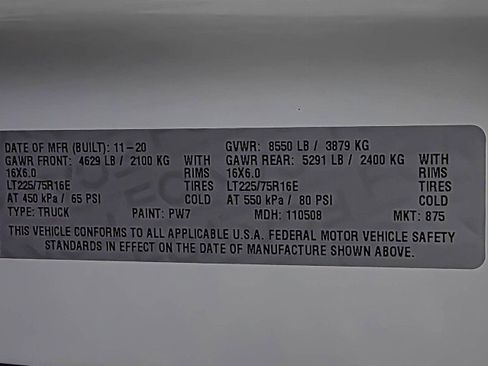 DATE OF MFR (BUILT): 11-20 GVWR: 8550 LB / 3879 KG
GAWR FRONT: 4629 LB / 2100 KG WITH GAWR REAR: 5291 LB / 2400 KG WITH
16X6.0 RIMS 16X6.0 RIMS
LT225/75R16E TIRES LT225/75R16E TIRES
AT 450 kPa / 65 PSI COLD AT 550 kPa / 80 PSI COLD
TYPE: TRUCK PAINT: PW7 MDH: 110508 MKT: 875
THIS VEHICLE CONFORMS TO ALL APPLICABLE U.S.A. FEDERAL MOTOR VEHICLE SAFETY
STANDARDS IN EFFECT ON THE DATE OF MANUFACTURE SHOWN ABOVE.